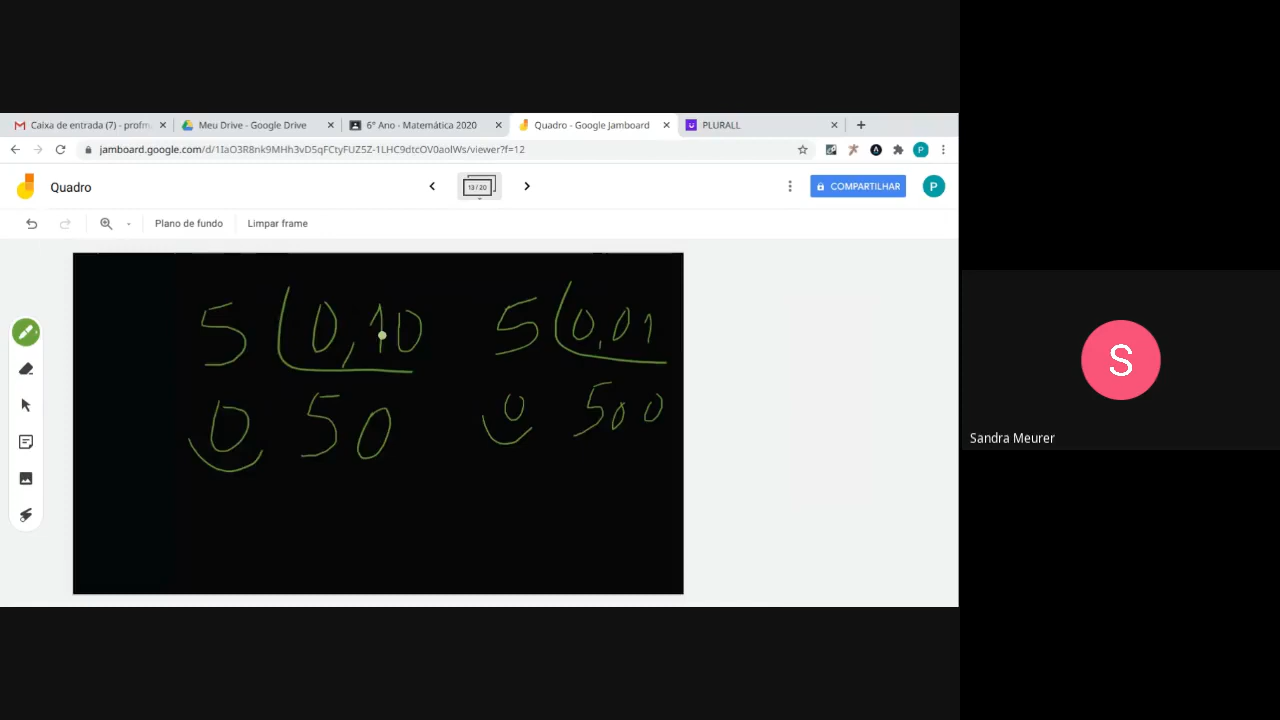 Caixa de entrada (7) - profm
Meu Drive - Google Drive
6º Ano - Matemática 2020
Quadro - Google Jamboard
PLURALL
jamboard.google.com/d/1IaO3R8nk9MHh3vD5qFCtyFUZ5Z-1LHC9dtcOV0aolWs/viewer?f=12
P
Quadro
13 / 20
COMPARTILHAR
P
Plano de fundo
Limpar frame
5 0,10 5 0,01
0 50 0 500
S
Sandra Meurer